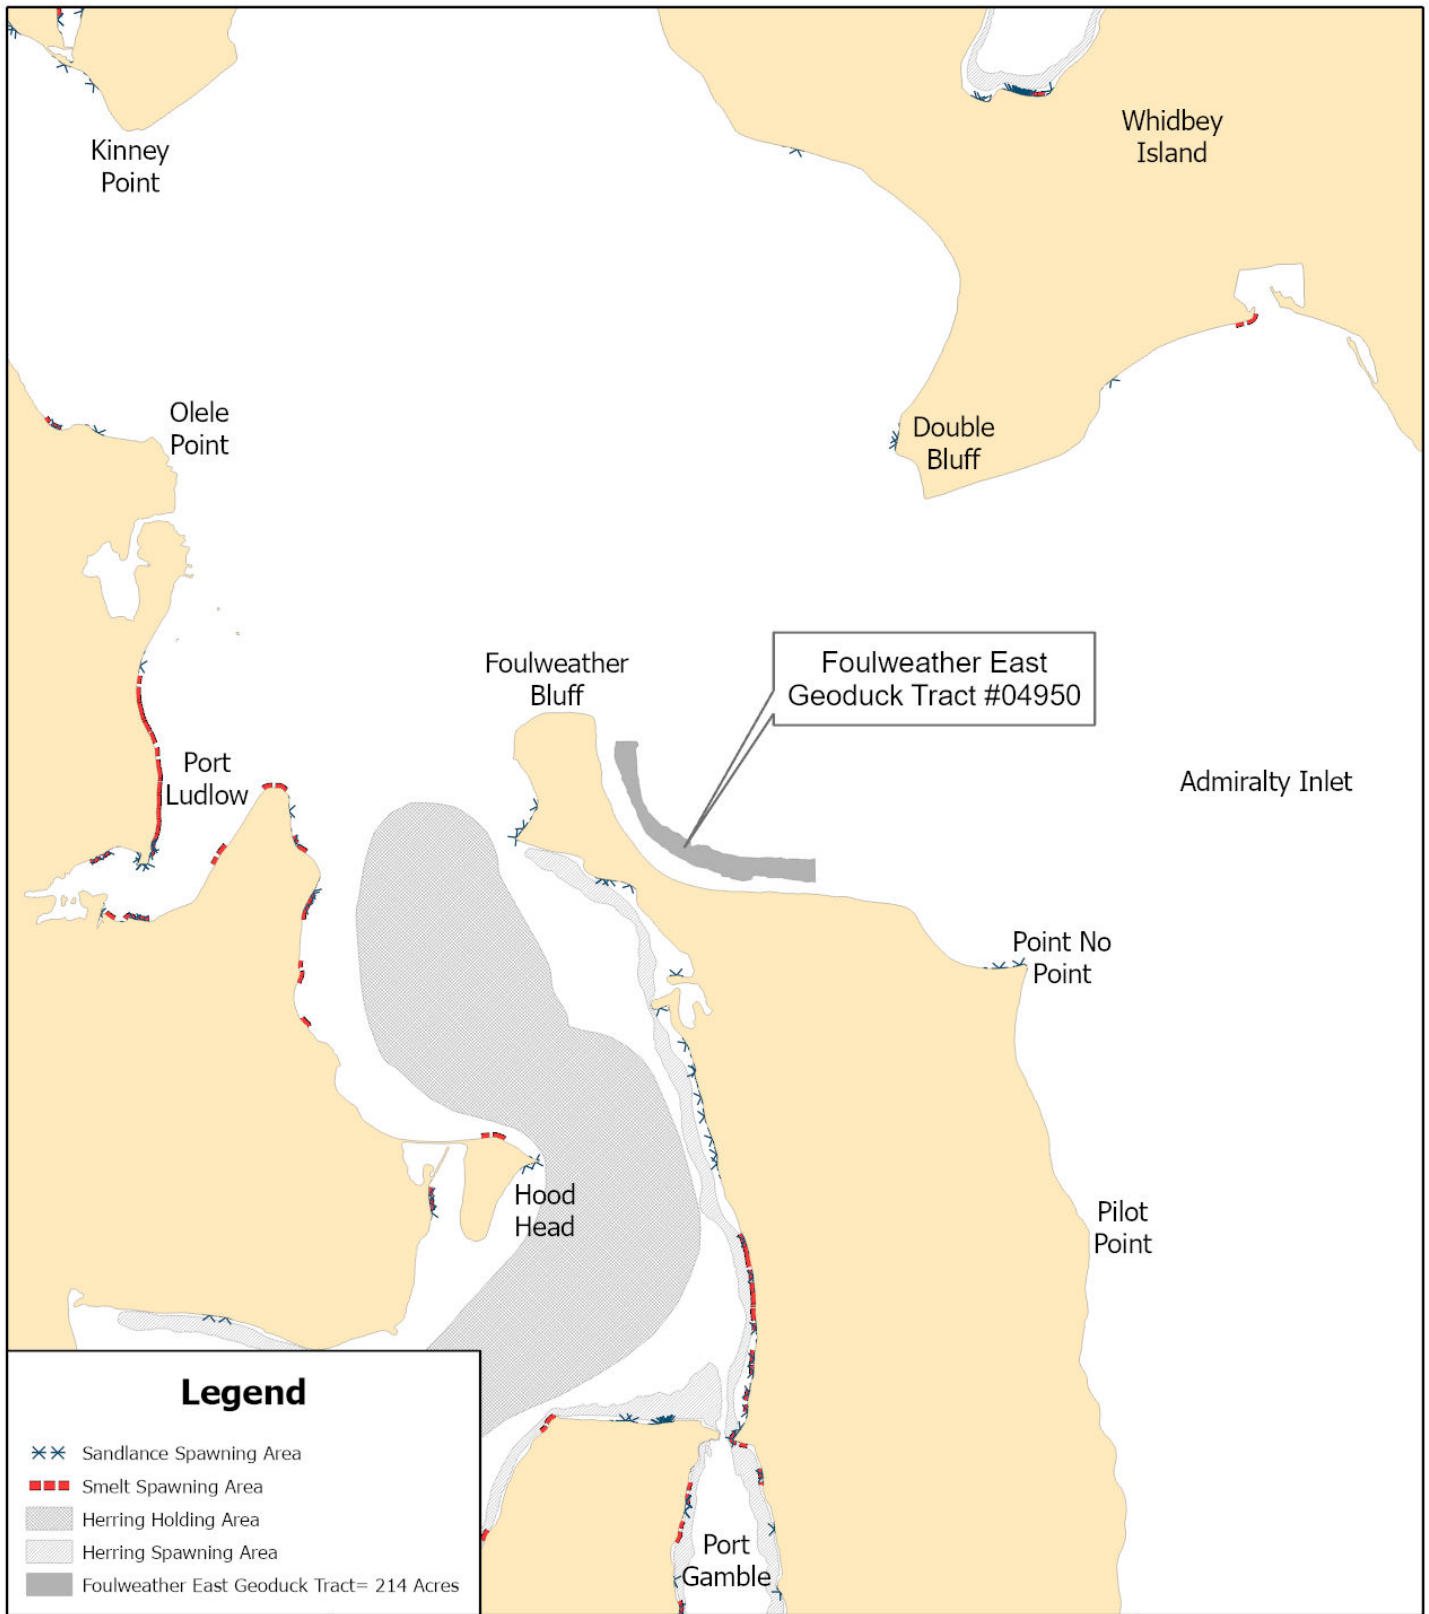 Whidbey
Island
Kinney
Point
Olele
Point
Double
Bluff
Foulweather
Bluff
Foulweather East
Geoduck Tract #04950
Port
Ludlow
Admiralty Inlet
Point No
Point
Hood
Head
Pilot
Point
Legend
Sandlance Spawning Area
Smelt Spawning Area
Herring Holding Area
Herring Spawning Area
Foulweather East Geoduck Tract= 214 Acres
Port
Gamble